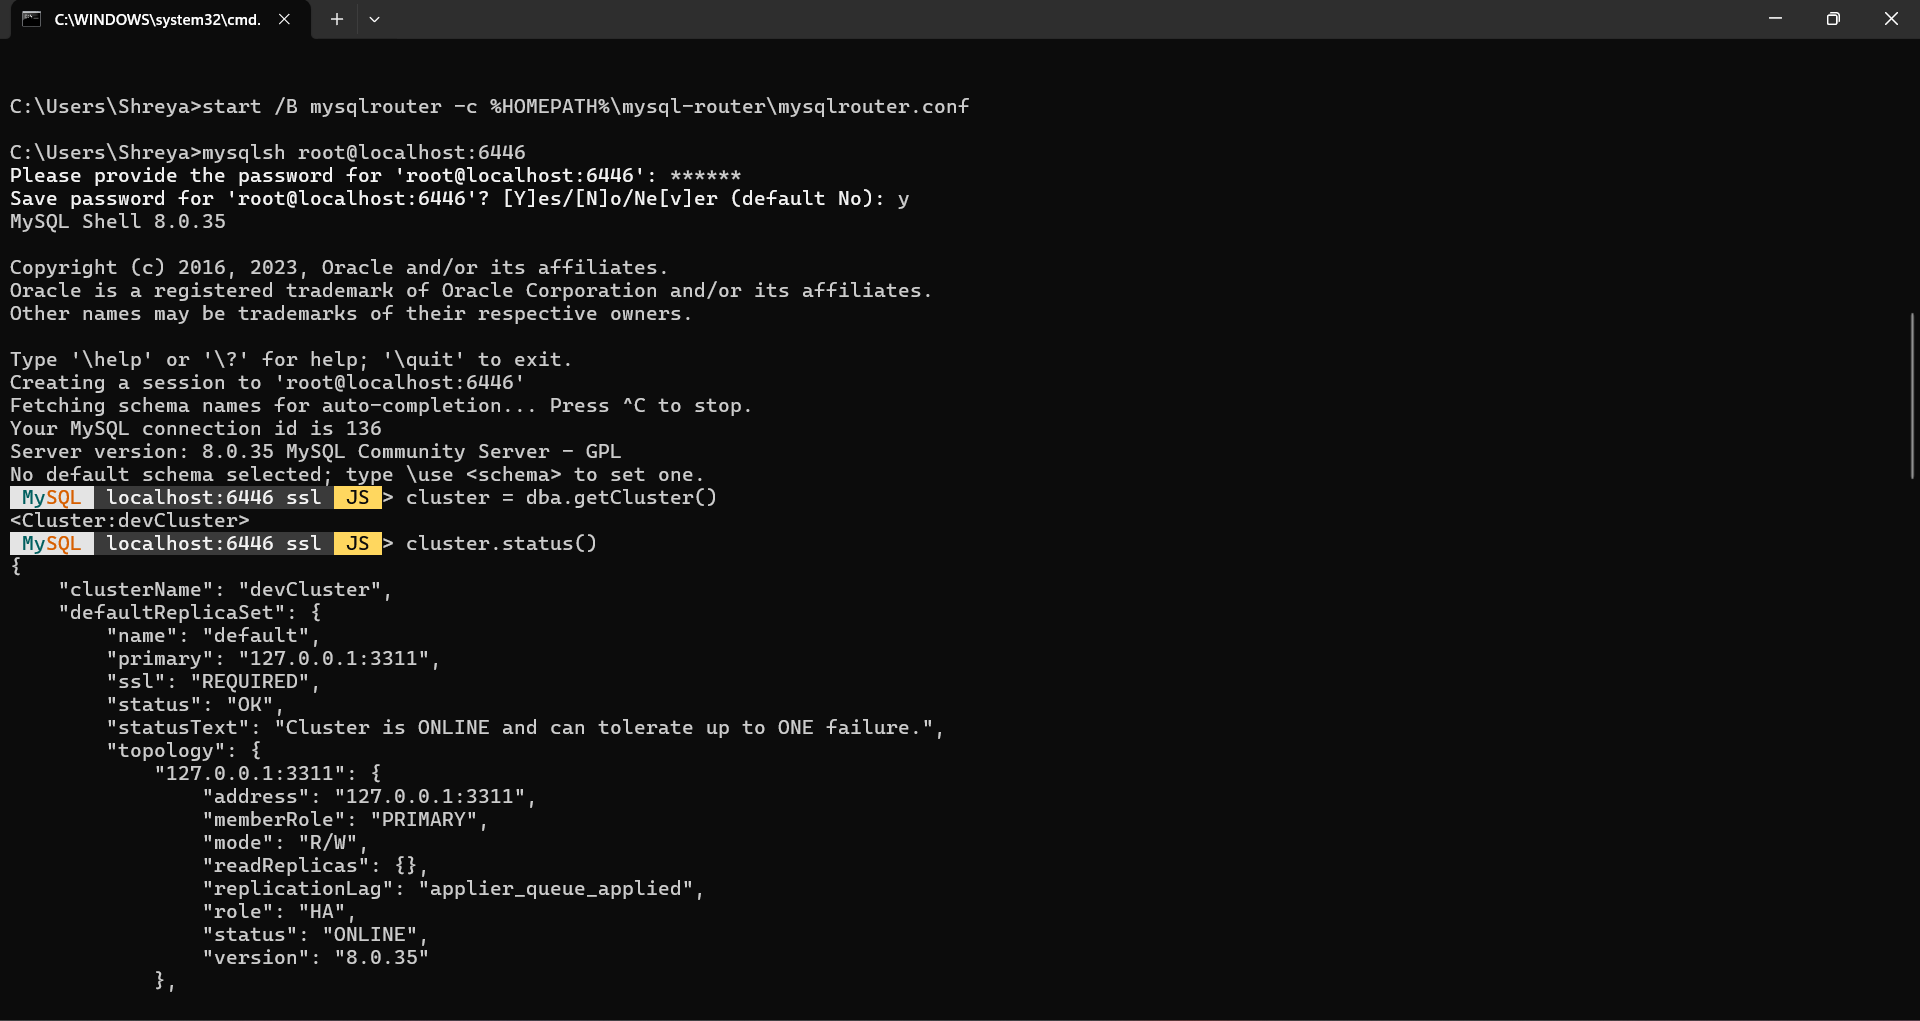 C:\WINDOWS\system32\cmd.
C:\Users\Shreya>start /B mysqlrouter -c %HOMEPATH%\mysql-router\mysqlrouter.conf
C:\Users\Shreya>mysqlsh root@localhost:6446
Please provide the password for 'root@localhost:6446': ******
Save password for 'root@localhost:6446'? [Y]es/[N]o/Ne[v]er (default No): y
MySQL Shell 8.0.35
Copyright (c) 2016, 2023, Oracle and/or its affiliates.
Oracle is a registered trademark of Oracle Corporation and/or its affiliates.
Other names may be trademarks of their respective owners.
Type '\help' or '\?' for help; '\quit' to exit.
Creating a session to 'root@localhost:6446'
Fetching schema names for auto-completion... Press ^C to stop.
Your MySQL connection id is 136
Server version: 8.0.35 MySQL Community Server - GPL
No default schema selected; type \use <schema> to set one.
MySQL localhost:6446 ssl JS > cluster = dba.getCluster()
<Cluster:devCluster>
MySQL localhost:6446 ssl JS > cluster.status()
{
    "clusterName": "devCluster",
    "defaultReplicaSet": {
        "name": "default",
        "primary": "127.0.0.1:3311",
        "ssl": "REQUIRED",
        "status": "OK",
        "statusText": "Cluster is ONLINE and can tolerate up to ONE failure.",
        "topology": {
            "127.0.0.1:3311": {
                "address": "127.0.0.1:3311",
                "memberRole": "PRIMARY",
                "mode": "R/W",
                "readReplicas": {},
                "replicationLag": "applier_queue_applied",
                "role": "HA",
                "status": "ONLINE",
                "version": "8.0.35"
            },